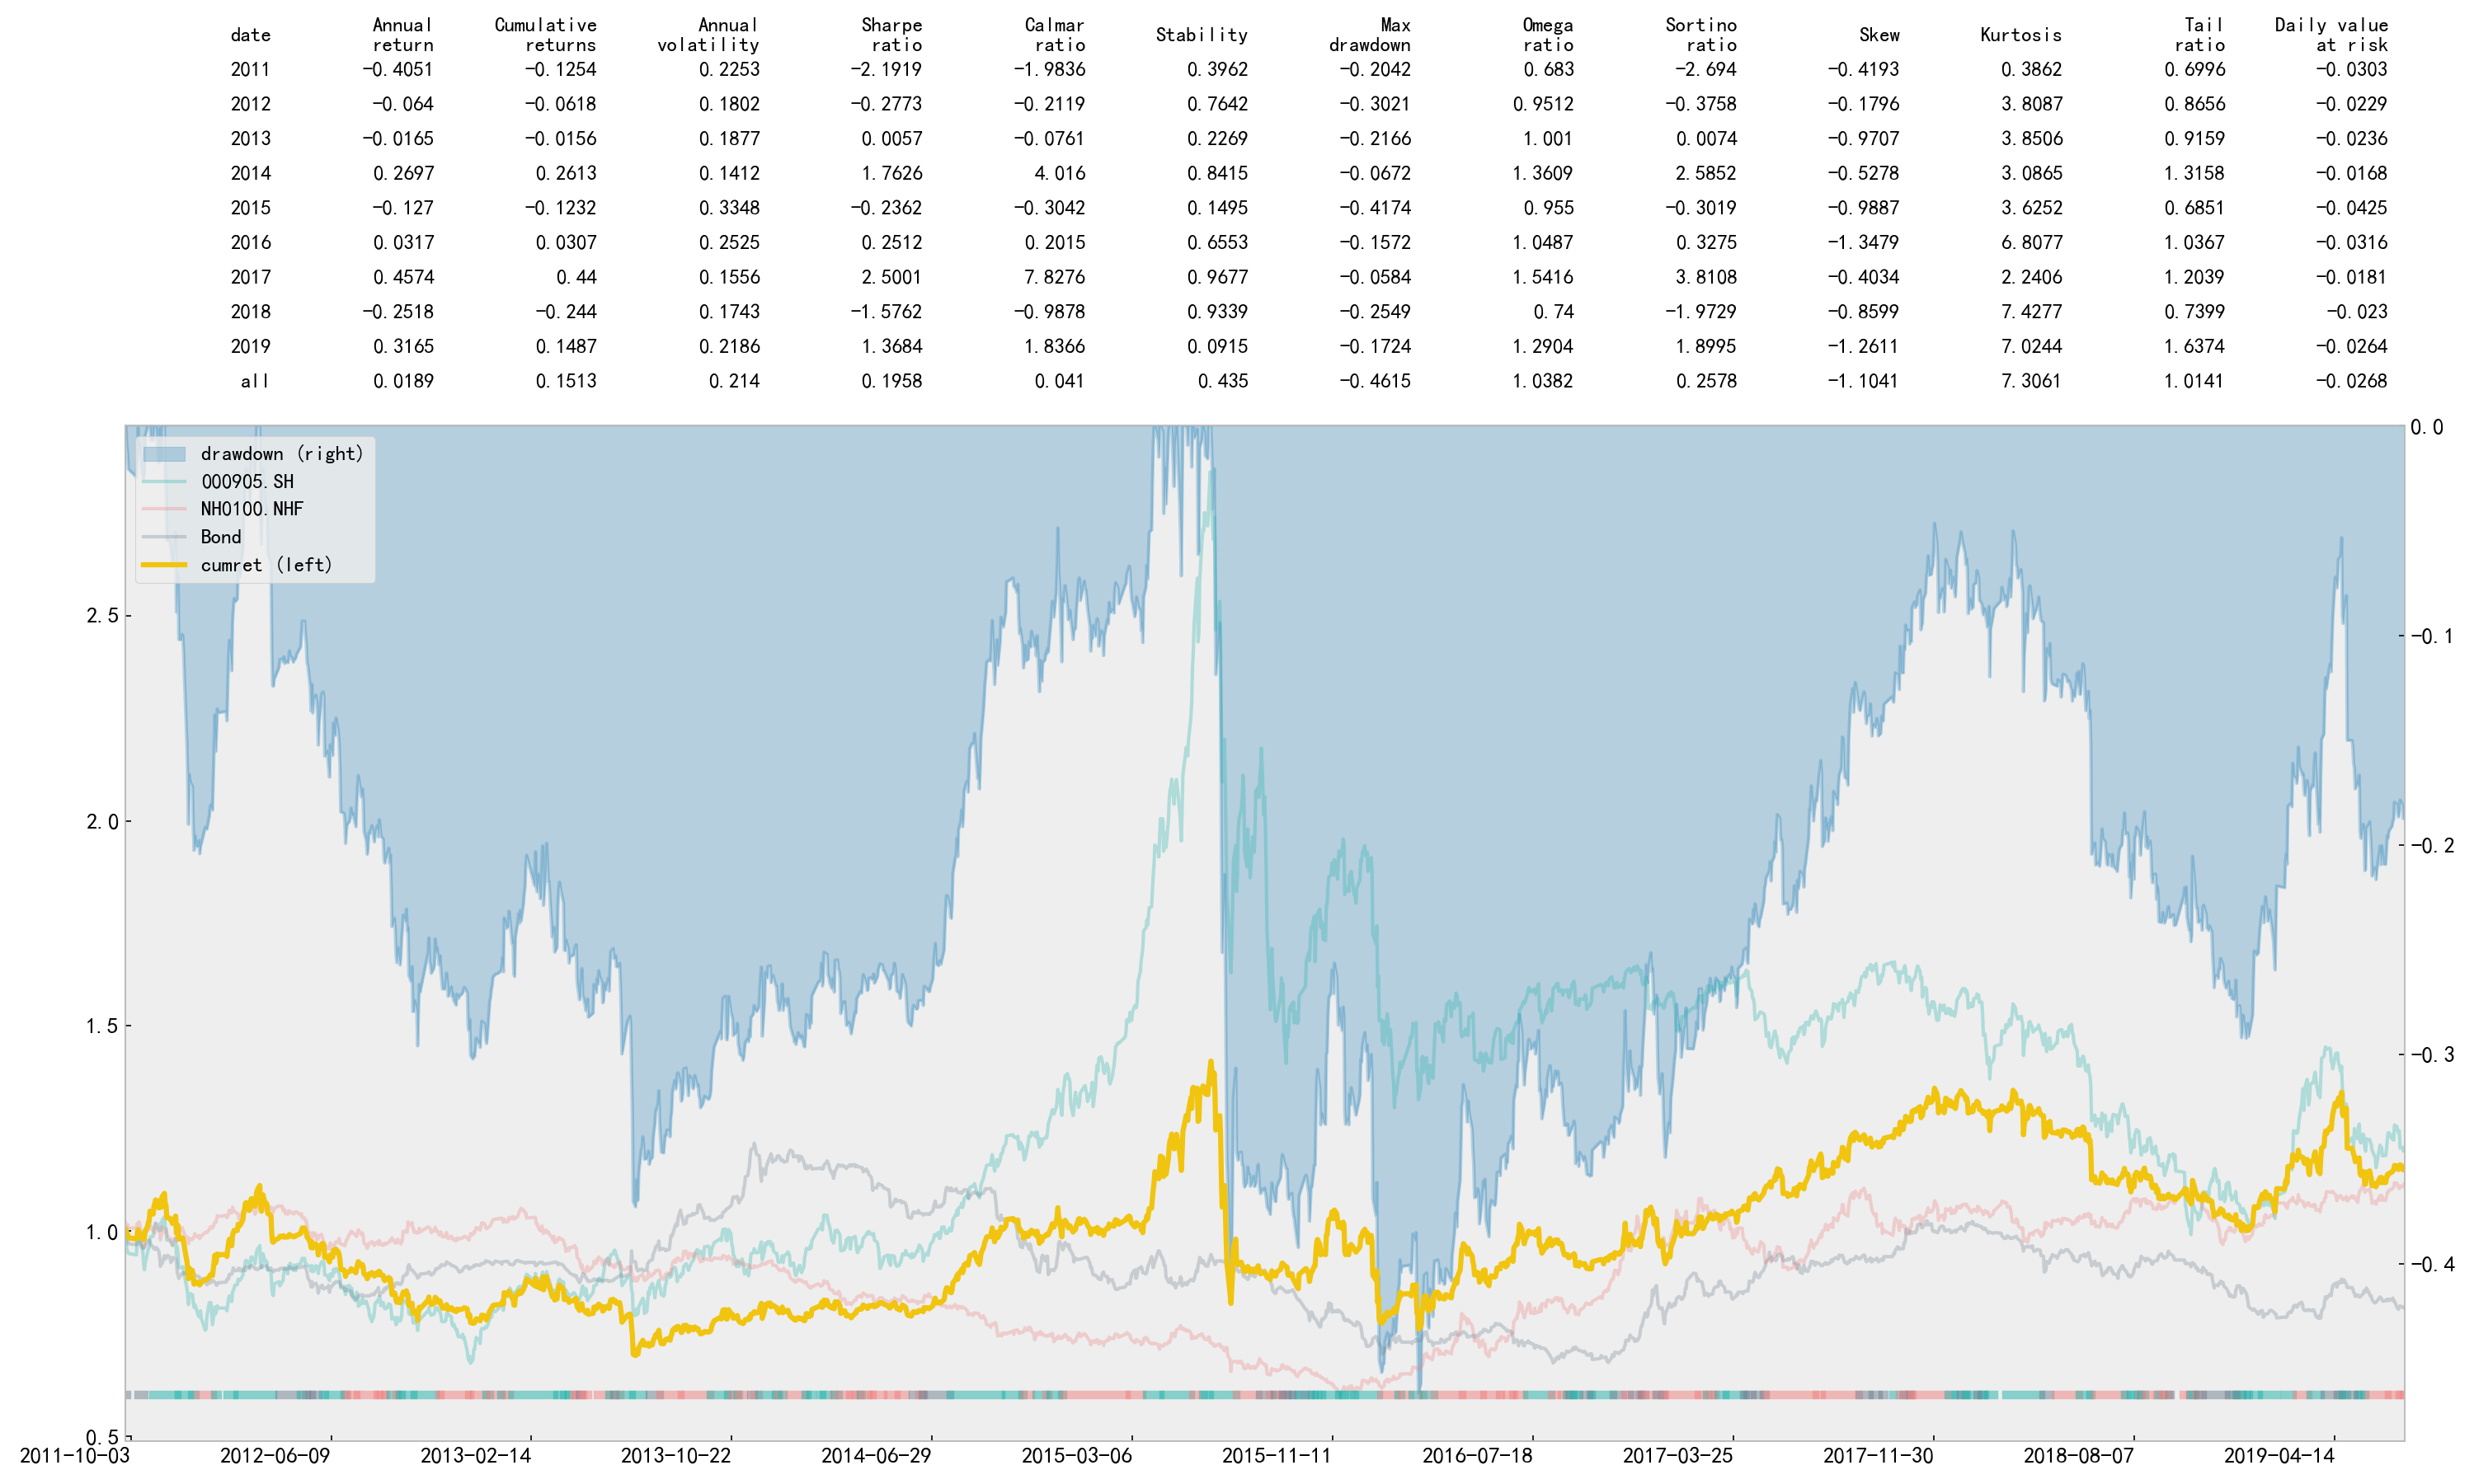 date Annual return Cumulative returns Annual volatility Sharpe ratio Calmar ratio Stability Max drawdown Omega ratio Sortino ratio Skew Kurtosis Tail ratio Daily value at risk
2011 -0.4051 -0.1254 0.2253 -2.1919 -1.9836 0.3962 -0.2042 0.683 -2.694 -0.4193 0.3862 0.6996 -0.0303
2012 -0.064 -0.0618 0.1802 -0.2773 -0.2119 0.7642 -0.3021 0.9512 -0.3758 -0.1796 3.8087 0.8656 -0.0229
2013 -0.0165 -0.0156 0.1877 0.0057 -0.0761 0.2269 -0.2166 1.001 0.0074 -0.9707 3.8506 0.9159 -0.0236
2014 0.2697 0.2613 0.1412 1.7626 4.016 0.8415 -0.0672 1.3609 2.5852 -0.5278 3.0865 1.3158 -0.0168
2015 -0.127 -0.1232 0.3348 -0.2362 -0.3042 0.1495 -0.4174 0.955 -0.3019 -0.9887 3.6252 0.6851 -0.0425
2016 0.0317 0.0307 0.2525 0.2512 0.2015 0.6553 -0.1572 1.0487 0.3275 -1.3479 6.8077 1.0367 -0.0316
2017 0.4574 0.44 0.1556 2.5001 7.8276 0.9677 -0.0584 1.5416 3.8108 -0.4034 2.2406 1.2039 -0.0181
2018 -0.2518 -0.244 0.1743 -1.5762 -0.9878 0.9339 -0.2549 0.74 -1.9729 -0.8599 7.4277 0.7399 -0.023
2019 0.3165 0.1487 0.2186 1.3684 1.8366 0.0915 -0.1724 1.2904 1.8995 -1.2611 7.0244 1.6374 -0.0264
all 0.0189 0.1513 0.214 0.1958 0.041 0.435 -0.4615 1.0382 0.2578 -1.1041 7.3061 1.0141 -0.0268
drawdown (right)
000905.SH
NH0100.NHF
Bond
cumret (left)
2.5
2.0
1.5
1.0
0.5
0.0
-0.1
-0.2
-0.3
-0.4
2011-10-03 2012-06-09 2013-02-14 2013-10-22 2014-06-29 2015-03-06 2015-11-11 2016-07-18 2017-03-25 2017-11-30 2018-08-07 2019-04-14